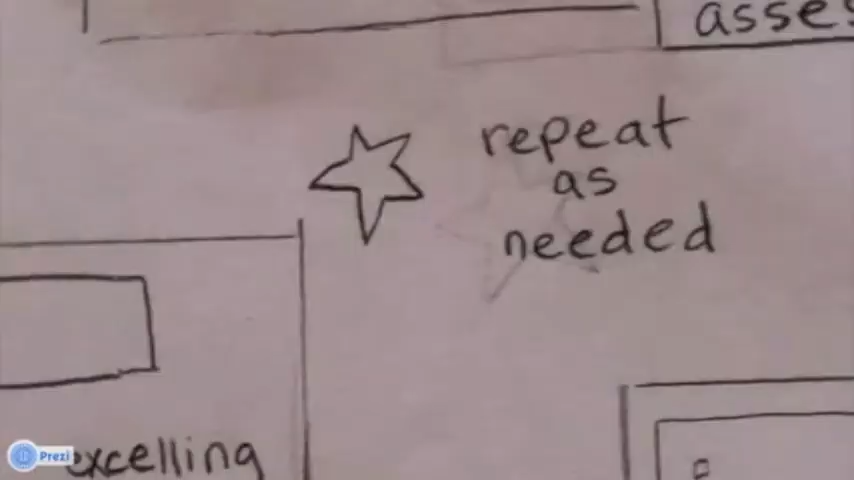 repeat
as
needed
excelling
Prezi